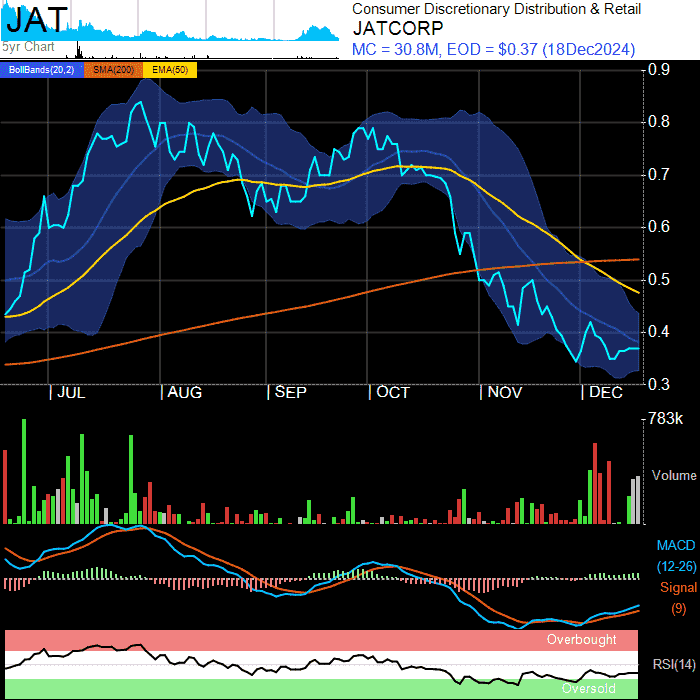 JAT
5yr Chart
Consumer Discretionary Distribution & Retail
JATCORP
MC = 30.8M, EOD = $0.37 (18Dec2024)
BollBands(20,2) SMA(200) EMA(50)
0.9
0.8
0.7
0.6
0.5
0.4
0.3
JUL AUG SEP OCT NOV DEC
783k
Volume
MACD
(12-26)
Signal
(9)
Overbought
RSI(14)
Oversold